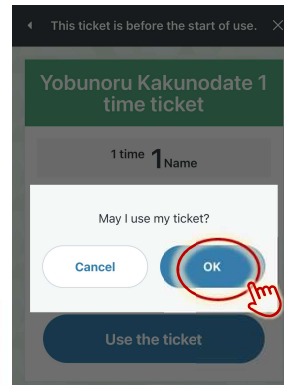 This ticket is before the start of use.
Yobunoru Kakunodate 1
time ticket
1 time 1 Name
May I use my ticket?
Cancel OK
Use the ticket